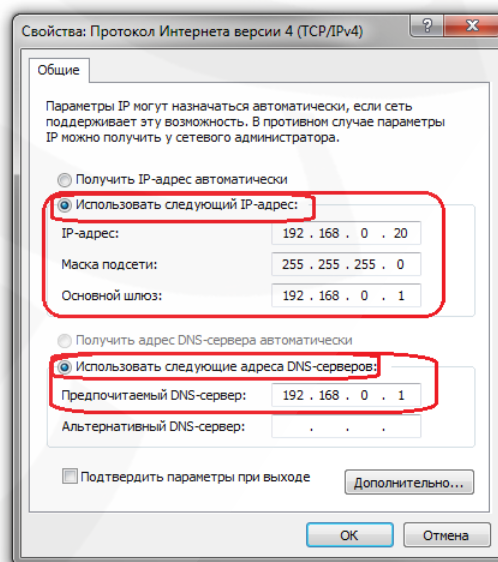 Свойства: Протокол Интернета версии 4 (TCP/IPv4)
Общие
Параметры IP могут назначаться автоматически, если сеть
поддерживает эту возможность. В противном случае параметры
IP можно получить у сетевого администратора.
Получить IP-адрес автоматически
Использовать следующий IP-адрес:
IP-адрес: 192 . 168 . 0 . 20
Маска подсети: 255 . 255 . 255 . 0
Основной шлюз: 192 . 168 . 0 . 1
Получить адрес DNS-сервера автоматически
Использовать следующие адреса DNS-серверов:
Предпочитаемый DNS-сервер: 192 . 168 . 0 . 1
Альтернативный DNS-сервер: . . .
Подтвердить параметры при выходе
Дополнительно...
ОК Отмена